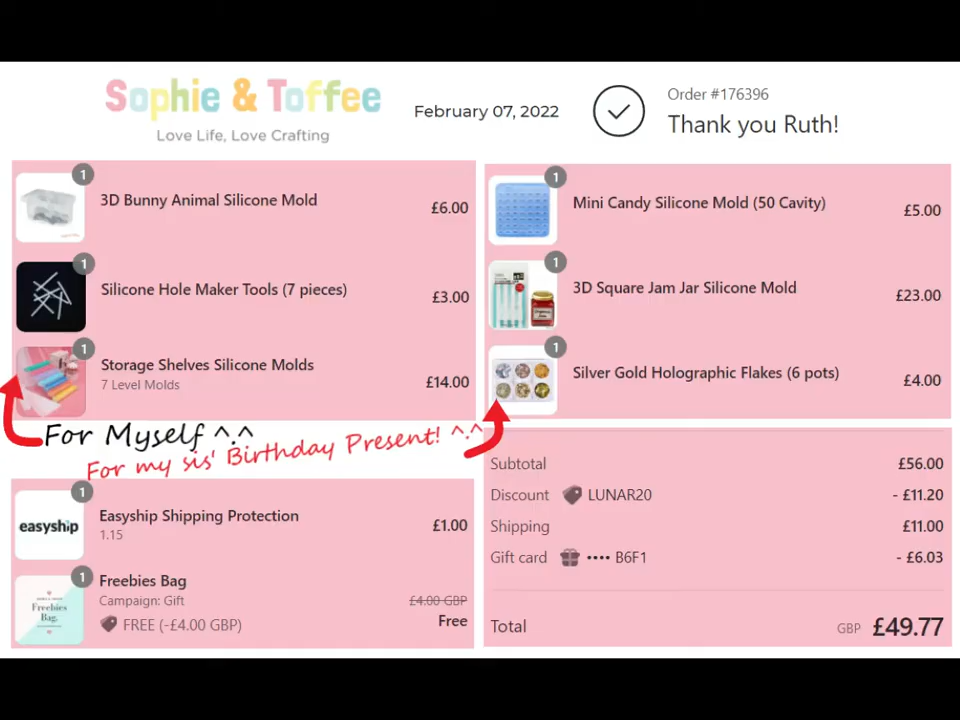 Sophie & Toffee
Love Life, Love Crafting
February 07, 2022
Order #176396
Thank you Ruth!
1
3D Bunny Animal Silicone Mold
£6.00
1
Silicone Hole Maker Tools (7 pieces)
£3.00
1
Storage Shelves Silicone Molds
7 Level Molds
£14.00
For Myself ^.^
For my sis' Birthday Present! ^.^
1
easyship
Easyship Shipping Protection
1.15
£1.00
1
Freebies Bag.
Freebies Bag
Campaign: Gift
£4.00 GBP
FREE (-£4.00 GBP)
Free
1
Mini Candy Silicone Mold (50 Cavity)
£5.00
1
3D Square Jam Jar Silicone Mold
£23.00
1
Silver Gold Holographic Flakes (6 pots)
£4.00
Subtotal £56.00
Discount LUNAR20 - £11.20
Shipping £11.00
Gift card •••• B6F1 - £6.03
Total GBP £49.77